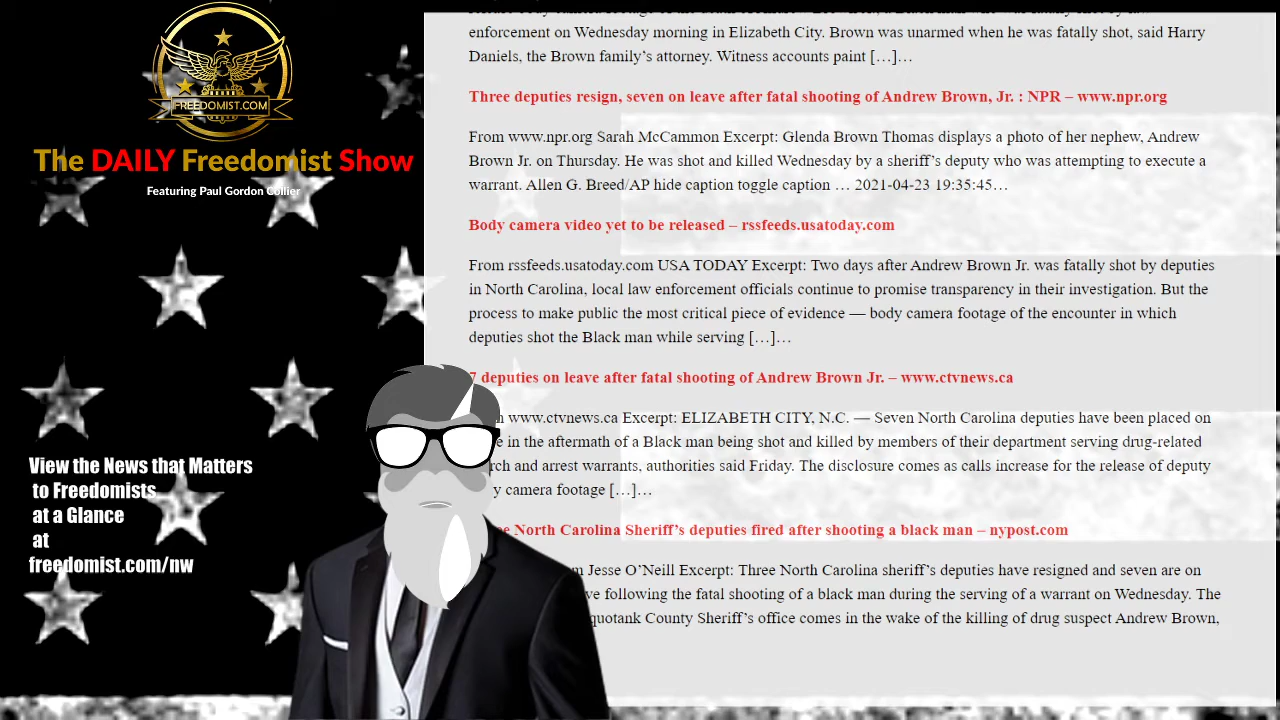 FREEDOMIST.COM
The DAILY Freedomist Show
Featuring Paul Gordon Collier
View the News that Matters
to Freedomists
at a Glance
at
freedomist.com/nw
enforcement on Wednesday morning in Elizabeth City. Brown was unarmed when he was fatally shot, said Harry
Daniels, the Brown family's attorney. Witness accounts paint […]…
Three deputies resign, seven on leave after fatal shooting of Andrew Brown, Jr. : NPR – www.npr.org
From www.npr.org Sarah McCammon Excerpt: Glenda Brown Thomas displays a photo of her nephew, Andrew
Brown Jr. on Thursday. He was shot and killed Wednesday by a sheriff's deputy who was attempting to execute a
warrant. Allen G. Breed/AP hide caption toggle caption … 2021-04-23 19:35:45…
Body camera video yet to be released – rssfeeds.usatoday.com
From rssfeeds.usatoday.com USA TODAY Excerpt: Two days after Andrew Brown Jr. was fatally shot by deputies
in North Carolina, local law enforcement officials continue to promise transparency in their investigation. But the
process to make public the most critical piece of evidence — body camera footage of the encounter in which
deputies shot the Black man while serving […]…
7 deputies on leave after fatal shooting of Andrew Brown Jr. – www.ctvnews.ca
www.ctvnews.ca Excerpt: ELIZABETH CITY, N.C. — Seven North Carolina deputies have been placed on
in the aftermath of a Black man being shot and killed by members of their department serving drug-related
and arrest warrants, authorities said Friday. The disclosure comes as calls increase for the release of deputy
camera footage […]…
North Carolina Sheriff's deputies fired after shooting a black man – nypost.com
Jesse O'Neill Excerpt: Three North Carolina sheriff's deputies have resigned and seven are on
following the fatal shooting of a black man during the serving of a warrant on Wednesday. The
County Sheriff's office comes in the wake of the killing of drug suspect Andrew Brown,